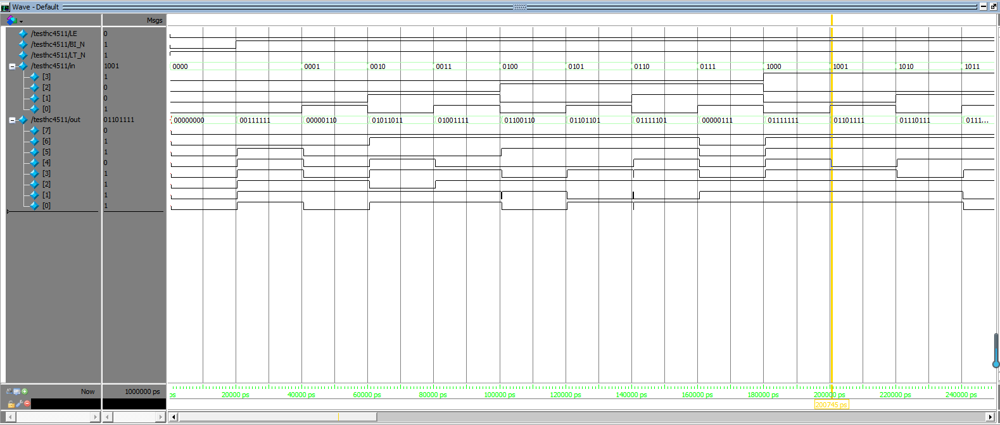 Wave - Default
Msgs
/testhc4511/LE 0
/testhc4511/BI_N 1
/testhc4511/LT_N 1
/testhc4511/in 1001 0000 0001 0010 0011 0100 0101 0110 0111 1000 1001 1010 1011
[3] 1
[2] 0
[1] 0
[0] 1
/testhc4511/out 01101111 00000000 00111111 00000110 01011011 01001111 01100110 01101101 01111101 00000111 01111111 01101111 01110111 0111...
[7] 0
[6] 1
[5] 1
[4] 0
[3] 1
[2] 1
[1] 1
[0] 1
Now 1000000 ps ps 20000 ps 40000 ps 60000 ps 80000 ps 100000 ps 120000 ps 140000 ps 160000 ps 180000 ps 200000 ps 220000 ps 240000 ps
200745 ps